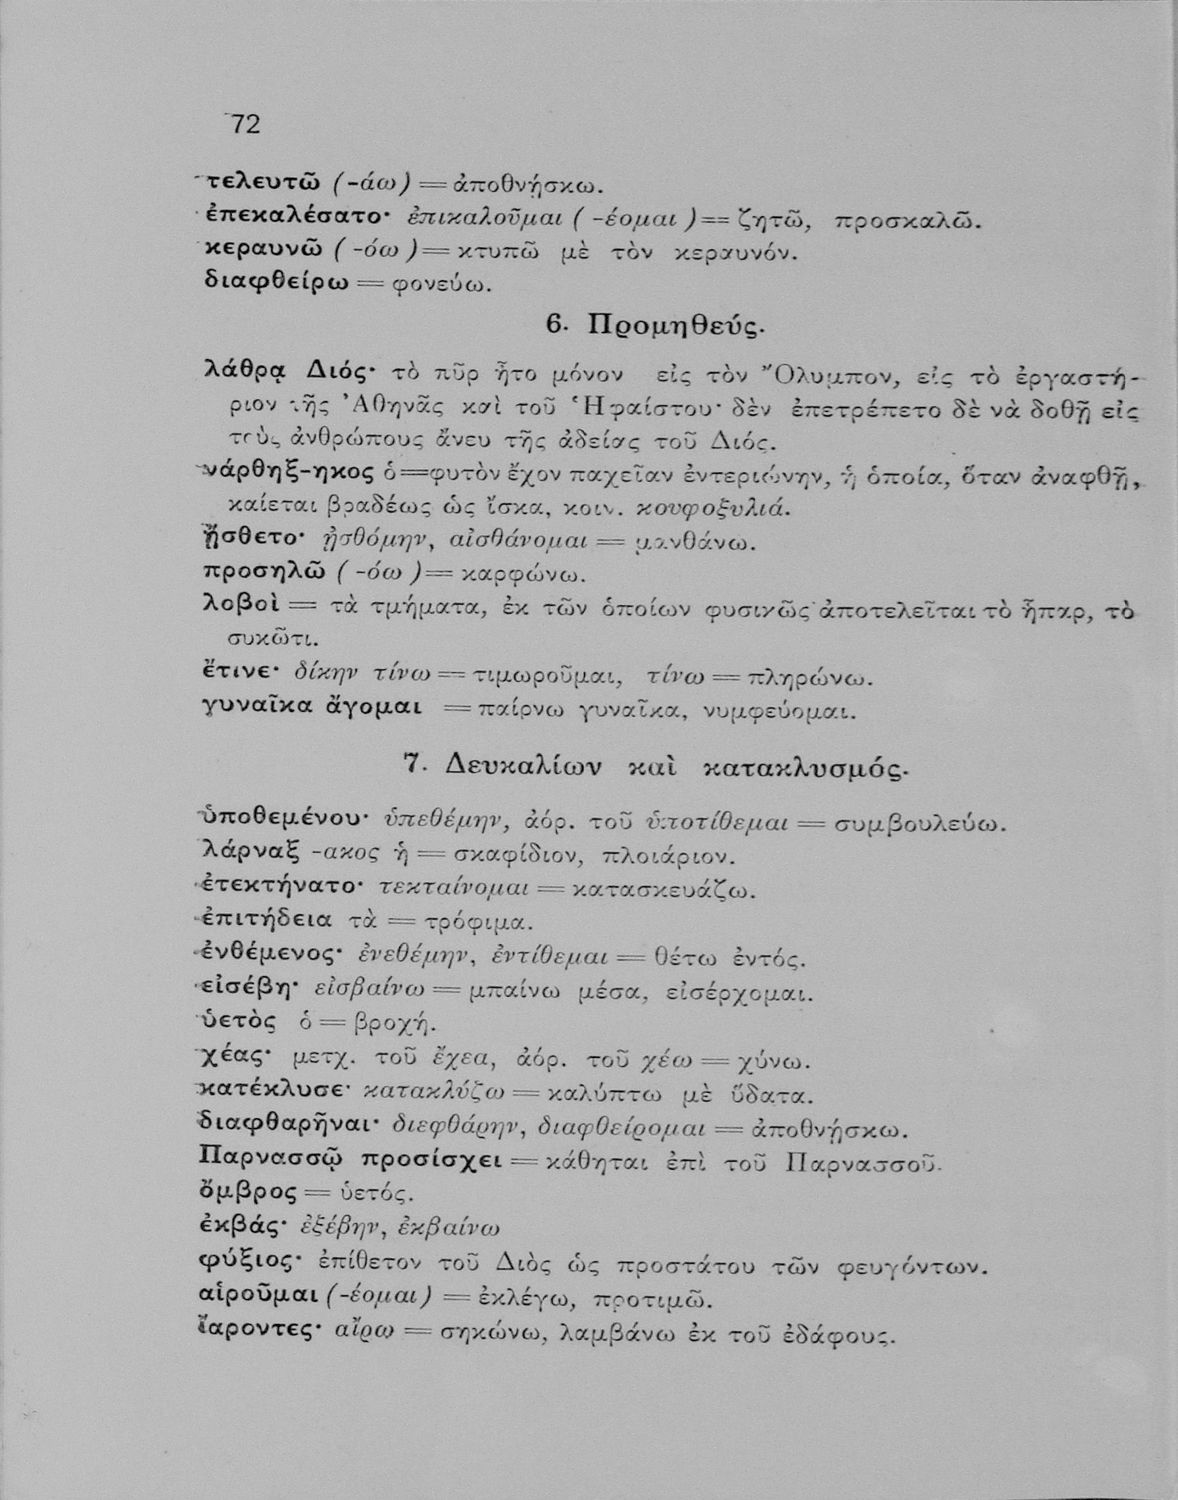 72
τελευτῶ (-άω) = ἀποθνήσκω.
ἐπεκαλέσατο· ἐπικαλοῦμαι ( -έομαι ) = ζητῶ, προσκαλῶ.
κεραυνῶ ( -όω ) = κτυπῶ μὲ τὸν κεραυνόν.
διαφθείρω = φονεύω.
6. Προμηθεύς.
λάθρᾳ Διός· τὸ πῦρ ἦτο μόνον εἰς τὸν Ὄλυμπον, εἰς τὸ ἐργαστή-
ριον τῆς Ἀθηνᾶς καὶ τοῦ Ἡφαίστου· δὲν ἐπετρέπετο δὲ νὰ δοθῇ εἰς
τοὺς ἀνθρώπους ἄνευ τῆς ἀδείας τοῦ Διός.
νάρθηξ-ηκος ὁ=φυτὸν ἔχον παχεῖαν ἐντεριώνην, ἡ ὁποία, ὅταν ἀναφθῇ,
καίεται βραδέως ὡς ἴσκα, κοιν. κουφοξυλιά.
ᾔσθετο· ᾐσθόμην, αἰσθάνομαι = μανθάνω.
προσηλῶ ( -όω ) = καρφώνω.
λοβοὶ = τὰ τμήματα, ἐκ τῶν ὁποίων φυσικῶς ἀποτελεῖται τὸ ἧπαρ, τὸ
συκῶτι.
ἔτινε· δίκην τίνω = τιμωροῦμαι, τίνω = πληρώνω.
γυναῖκα ἄγομαι = παίρνω γυναῖκα, νυμφεύομαι.
7. Δευκαλίων καὶ κατακλυσμός.
ὑποθεμένου· ὑπεθέμην, ἀόρ. τοῦ ὑποτίθεμαι = συμβουλεύω.
λάρναξ -ακος ἡ = σκαφίδιον, πλοιάριον.
ἐτεκτήνατο· τεκταίνομαι = κατασκευάζω.
ἐπιτήδεια τὰ = τρόφιμα.
ἐνθέμενος· ἐνεθέμην, ἐντίθεμαι = θέτω ἐντός.
εἰσέβη· εἰσβαίνω = μπαίνω μέσα, εἰσέρχομαι.
ὑετὸς ὁ = βροχή.
χέας· μετχ. τοῦ ἔχεα, ἀόρ. τοῦ χέω = χύνω.
κατέκλυσε· κατακλύζω = καλύπτω μὲ ὕδατα.
διαφθαρῆναι· διεφθάρην, διαφθείρομαι = ἀποθνήσκω.
Παρνασσῷ προσίσχει = κάθηται ἐπὶ τοῦ Παρνασσοῦ.
ὄμβρος = ὑετός.
ἐκβάς· ἐξέβην, ἐκβαίνω
φύξιος· ἐπίθετον τοῦ Διὸς ὡς προστάτου τῶν φευγόντων.
αἱροῦμαι (-έομαι) = ἐκλέγω, προτιμῶ.
ἄαροντες· αἴρω = σηκώνω, λαμβάνω ἐκ τοῦ ἐδάφους.